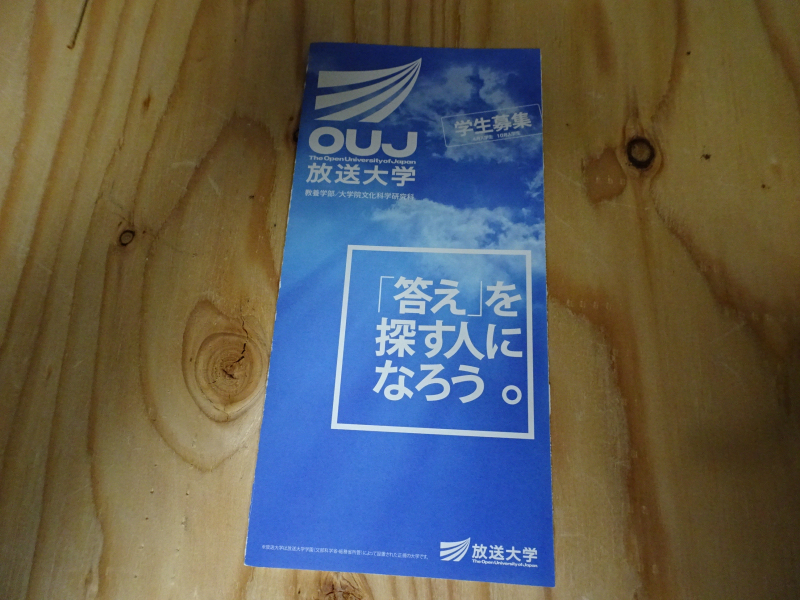 OUJ
The Open University of Japan
放送大学
教養学部/大学院文化科学研究科
学生募集
「答え」を
探す人に
なろう。
放送大学
The Open University of Japan